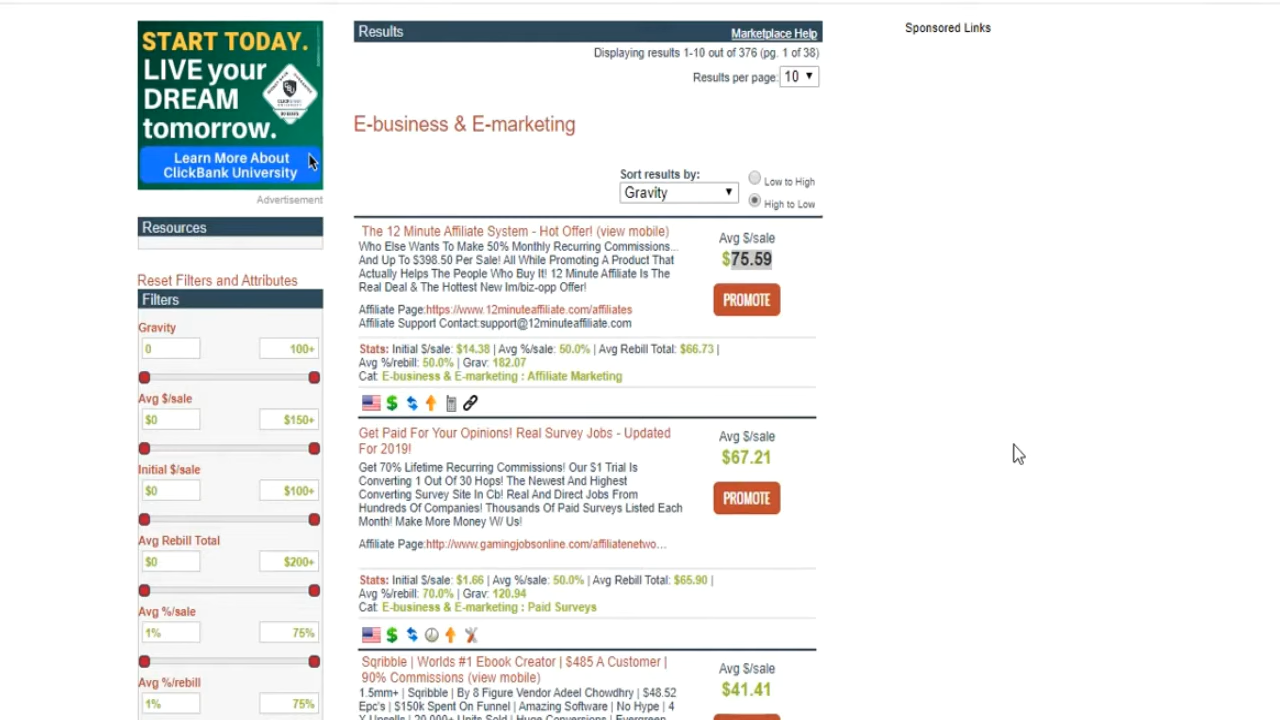 START TODAY.
LIVE your
DREAM
tomorrow.
Learn More About
ClickBank University
Advertisement
Resources
Reset Filters and Attributes
Filters
Gravity
0 100+
Avg $/sale
$0 $150+
Initial $/sale
$0 $100+
Avg Rebill Total
$0 $200+
Avg %/sale
1% 75%
Avg %/rebill
1% 75%
Results Marketplace Help
Displaying results 1-10 out of 376 (pg. 1 of 38)
Results per page: 10
E-business & E-marketing
Sort results by:
Gravity
Low to High
High to Low
The 12 Minute Affiliate System - Hot Offer! (view mobile)
Who Else Wants To Make 50% Monthly Recurring Commissions...
And Up To $398.50 Per Sale! All While Promoting A Product That
Actually Helps The People Who Buy It! 12 Minute Affiliate Is The
Real Deal & The Hottest New Im/biz-opp Offer!
Affiliate Page:https://www.12minuteaffiliate.com/affiliates
Affiliate Support Contact:support@12minuteaffiliate.com
Avg $/sale
$75.59
PROMOTE
Stats: Initial $/sale: $14.38 | Avg %/sale: 50.0% | Avg Rebill Total: $66.73 |
Avg %/rebill: 50.0% | Grav: 182.07
Cat: E-business & E-marketing : Affiliate Marketing
Get Paid For Your Opinions! Real Survey Jobs - Updated
For 2019!
Get 70% Lifetime Recurring Commissions! Our $1 Trial Is
Converting 1 Out Of 30 Hops! The Newest And Highest
Converting Survey Site In Cb! Real And Direct Jobs From
Hundreds Of Companies! Thousands Of Paid Surveys Listed Each
Month! Make More Money W/ Us!
Affiliate Page:http://www.gamingjobsonline.com/affiliatenetwo...
Avg $/sale
$67.21
PROMOTE
Stats: Initial $/sale: $1.66 | Avg %/sale: 50.0% | Avg Rebill Total: $65.90 |
Avg %/rebill: 70.0% | Grav: 120.94
Cat: E-business & E-marketing : Paid Surveys
Sqribble | Worlds #1 Ebook Creator | $485 A Customer |
90% Commissions (view mobile)
1.5mm+ | Sqribble | By 8 Figure Vendor Adeel Chowdhry | $48.52
Epc's | $150k Spent On Funnel | Amazing Software | No Hype | 4
X Upsells | 20,000+ Units Sold | Huge Conversions | Evergreen
Avg $/sale
$41.41
Sponsored Links